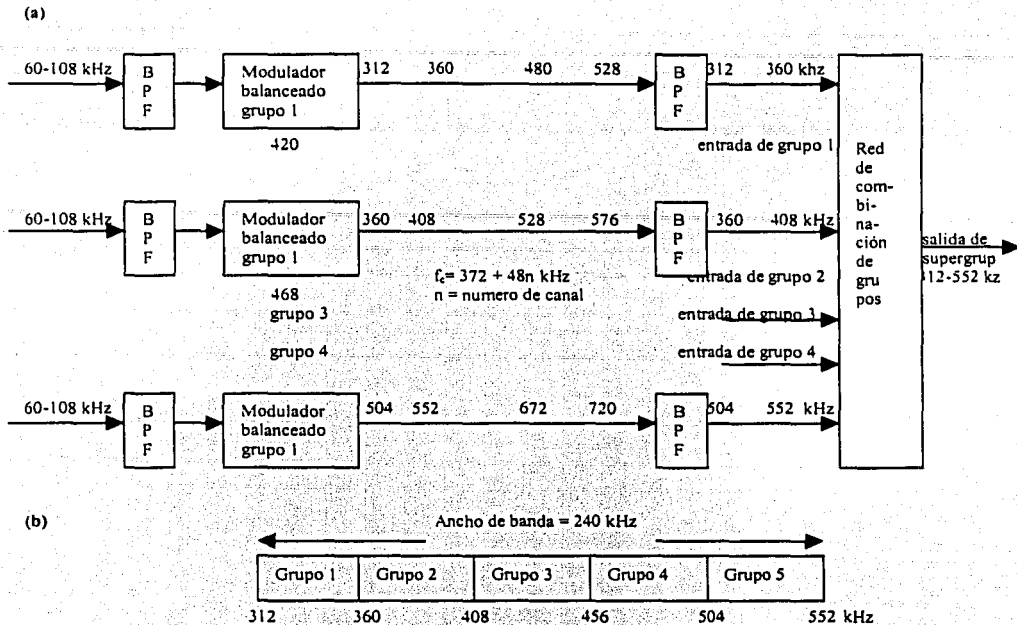 (a)
60-108 kHz
B
P
F
Modulador
balanceado
grupo 1
420
312 360 480 528
B
P
F
312 360 khz
entrada de grupo 1
60-108 kHz
B
P
F
Modulador
balanceado
grupo 1
468
grupo 3
grupo 4
360 408 528 576
fc= 372 + 48n kHz
n = numero de canal
B
P
F
360 408 kHz
entrada de grupo 2
entrada de grupo 3
entrada de grupo 4
60-108 kHz
B
P
F
Modulador
balanceado
grupo 1
504 552 672 720
B
P
F
504 552 kHz
Red
de
com-
bi-
na-
ción
de
gru
pos
salida de
supergrup
312-552 kz
(b)
Ancho de banda = 240 kHz
Grupo 1 Grupo 2 Grupo 3 Grupo 4 Grupo 5
312 360 408 456 504 552 kHz